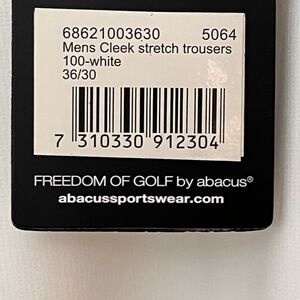 68621003630 5064
Mens Cleek stretch trousers
100-white
36/30
7 310330 912304
FREEDOM OF GOLF by abacus®
abacussportswear.com